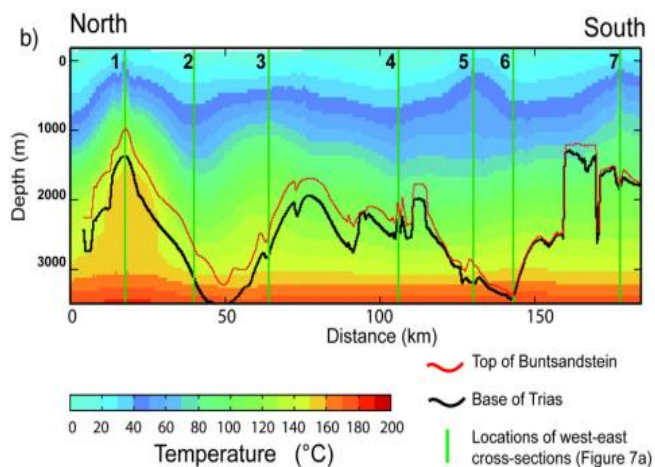 b)
North
South
1 2 3 4 5 6 7
0
1000
2000
3000
Depth (m)
0 50 100 150
Distance (km)
Top of Buntsandstein
Base of Trias
Locations of west-east
cross-sections (Figure 7a)
0 20 40 60 80 100 120 140 160 180 200
Temperature (°C)